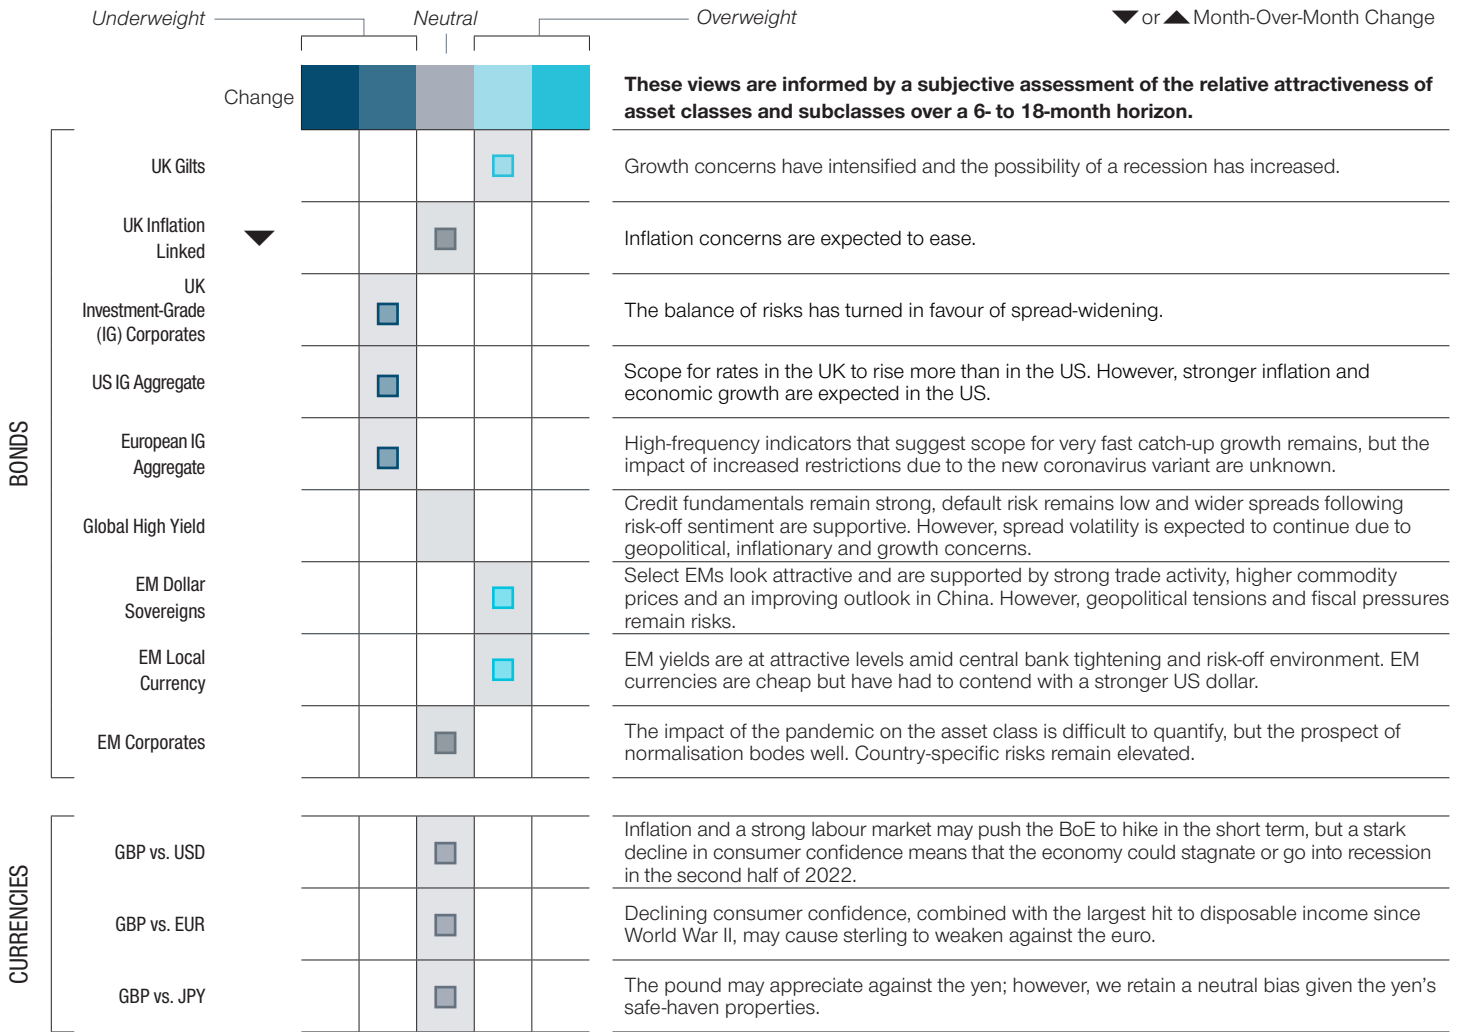 Underweight
Neutral
Overweight
▼ or ▲ Month-Over-Month Change
Change
These views are informed by a subjective assessment of the relative attractiveness of
asset classes and subclasses over a 6- to 18-month horizon.
BONDS
UK Gilts
Growth concerns have intensified and the possibility of a recession has increased.
UK Inflation
Linked
▼
Inflation concerns are expected to ease.
UK
Investment-Grade
(IG) Corporates
The balance of risks has turned in favour of spread-widening.
US IG Aggregate
Scope for rates in the UK to rise more than in the US. However, stronger inflation and
economic growth are expected in the US.
European IG
Aggregate
High-frequency indicators that suggest scope for very fast catch-up growth remains, but the
impact of increased restrictions due to the new coronavirus variant are unknown.
Global High Yield
Credit fundamentals remain strong, default risk remains low and wider spreads following
risk-off sentiment are supportive. However, spread volatility is expected to continue due to
geopolitical, inflationary and growth concerns.
EM Dollar
Sovereigns
Select EMs look attractive and are supported by strong trade activity, higher commodity
prices and an improving outlook in China. However, geopolitical tensions and fiscal pressures
remain risks.
EM Local
Currency
EM yields are at attractive levels amid central bank tightening and risk-off environment. EM
currencies are cheap but have had to contend with a stronger US dollar.
EM Corporates
The impact of the pandemic on the asset class is difficult to quantify, but the prospect of
normalisation bodes well. Country-specific risks remain elevated.
CURRENCIES
GBP vs. USD
Inflation and a strong labour market may push the BoE to hike in the short term, but a stark
decline in consumer confidence means that the economy could stagnate or go into recession
in the second half of 2022.
GBP vs. EUR
Declining consumer confidence, combined with the largest hit to disposable income since
World War II, may cause sterling to weaken against the euro.
GBP vs. JPY
The pound may appreciate against the yen; however, we retain a neutral bias given the yen’s
safe-haven properties.